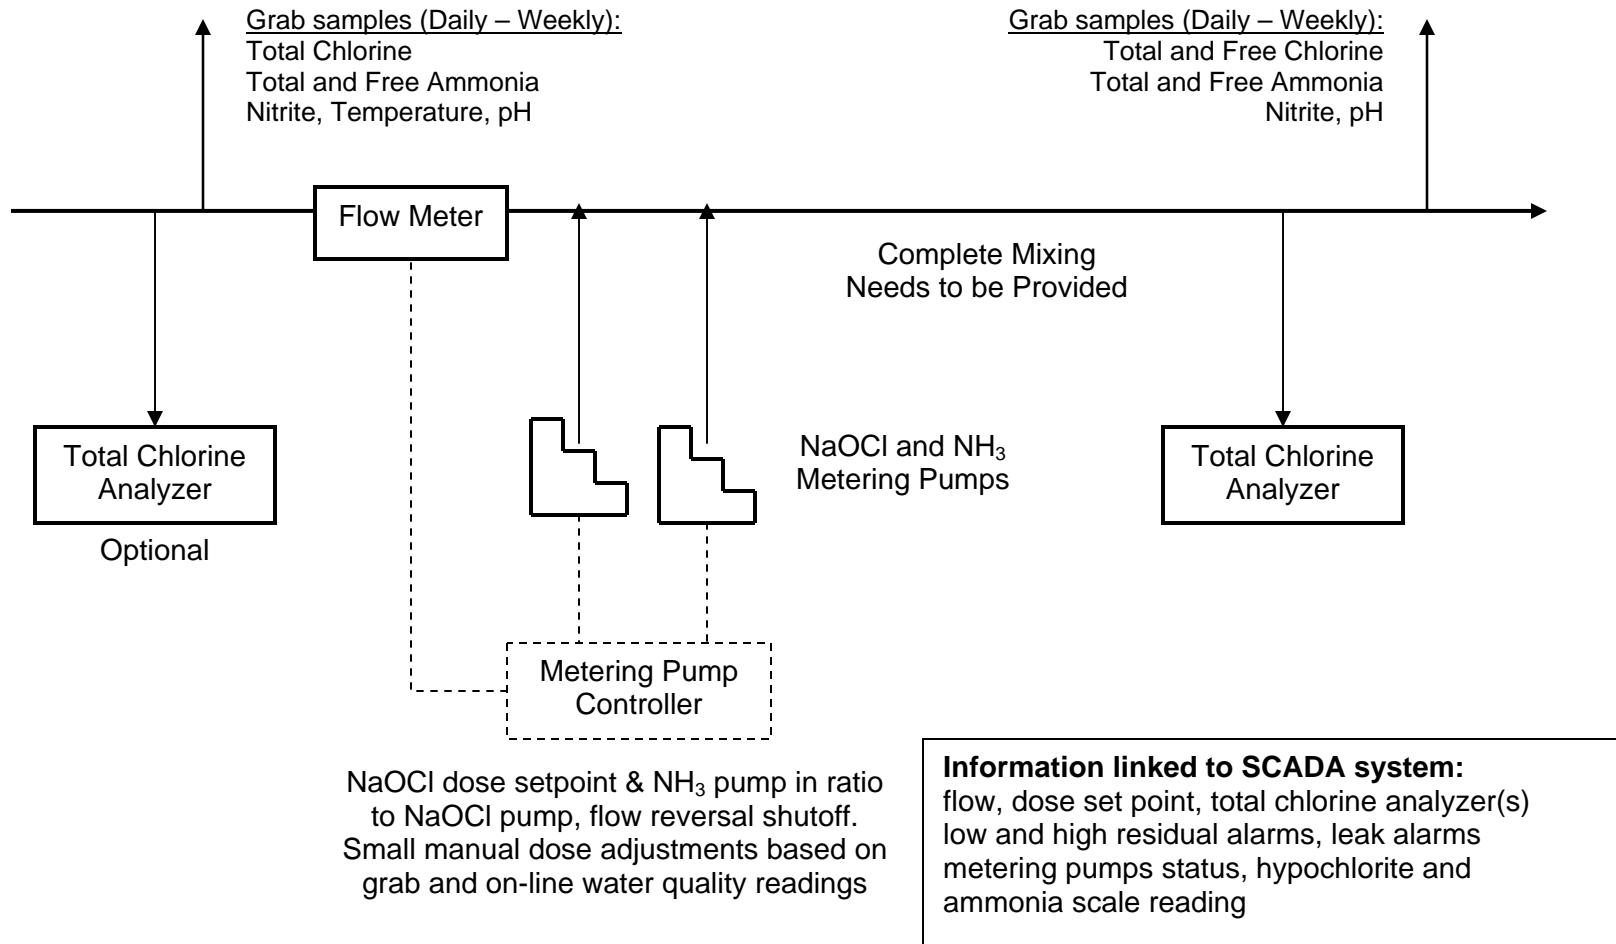 Grab samples (Daily – Weekly):
Total Chlorine
Total and Free Ammonia
Nitrite, Temperature, pH
Grab samples (Daily – Weekly):
Total and Free Chlorine
Total and Free Ammonia
Nitrite, pH
Flow Meter
Complete Mixing
Needs to be Provided
Total Chlorine
Analyzer
Optional
NaOCl and NH₃
Metering Pumps
Total Chlorine
Analyzer
Metering Pump
Controller
NaOCl dose setpoint & NH₃ pump in ratio
to NaOCl pump, flow reversal shutoff.
Small manual dose adjustments based on
grab and on-line water quality readings
Information linked to SCADA system:
flow, dose set point, total chlorine analyzer(s)
low and high residual alarms, leak alarms
metering pumps status, hypochlorite and
ammonia scale reading